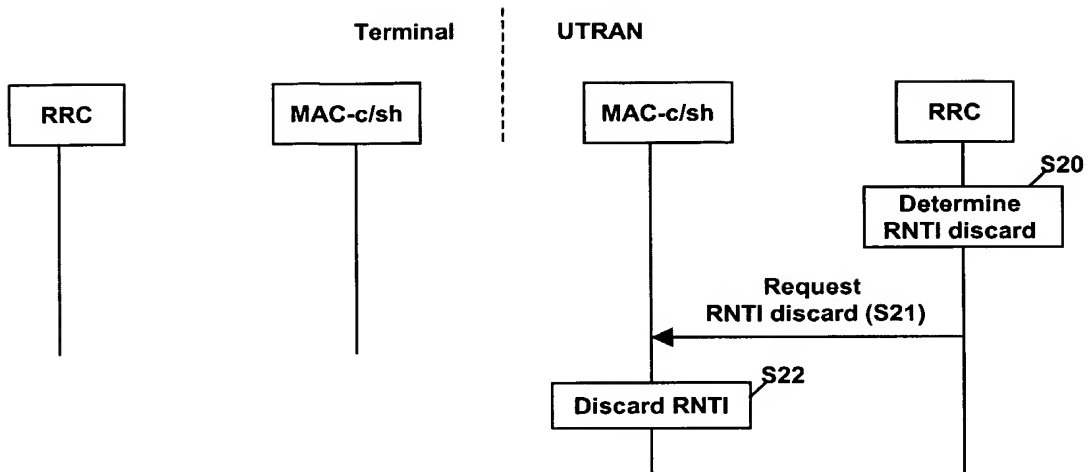 Terminal
UTRAN
RRC
MAC-c/sh
MAC-c/sh
RRC
S20
Determine
RNTI discard
Request
RNTI discard (S21)
S22
Discard RNTI